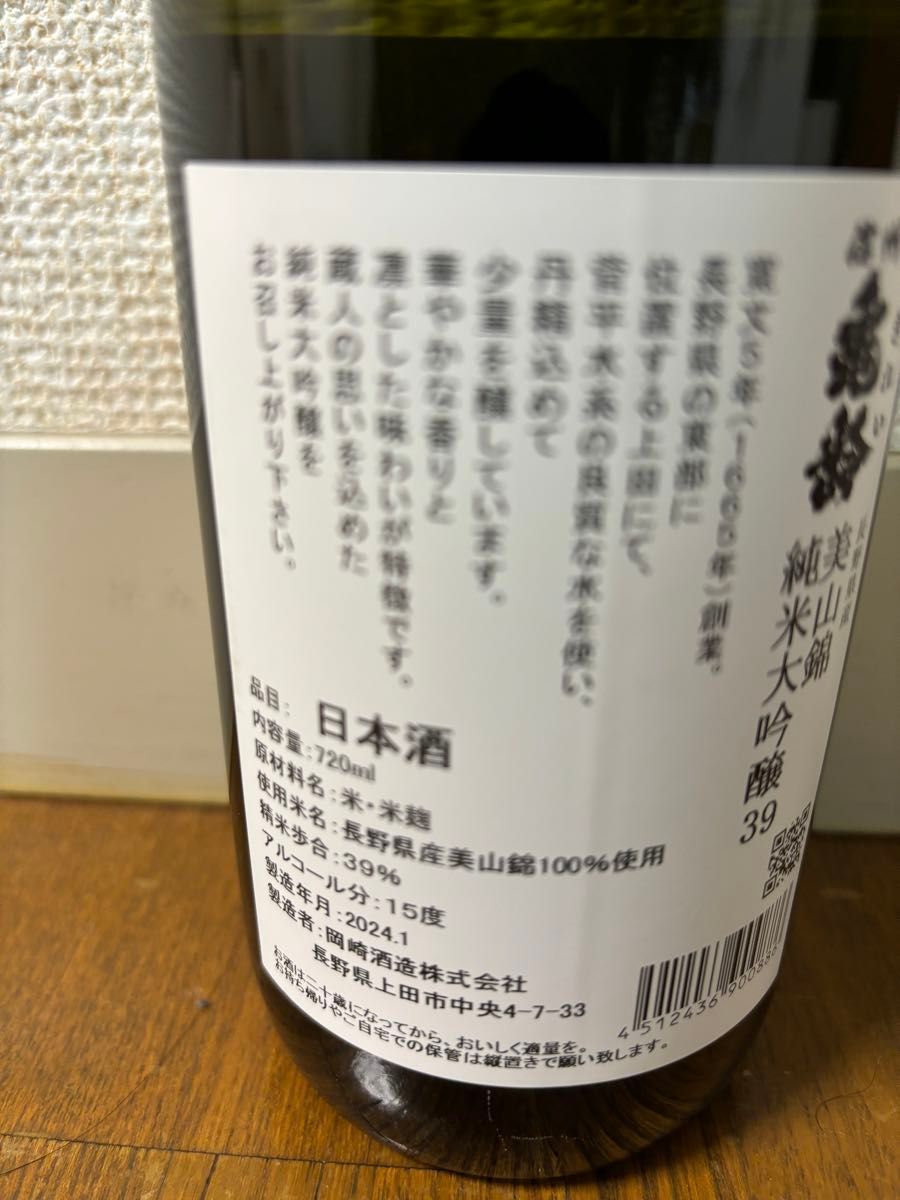 信州
亀齢
きれい
長野県産
美山錦
純米大吟醸39
寛文5年(1665年)創業。
長野県の東部に
位置する上田にて、
菅平水系の良質な水を使い、
丹精込めて
少量を醸しています。
華やかな香りと
凛とした味わいが特徴です。
蔵人の思いを込めた
純米大吟醸を
お召し上がり下さい。
品目: 日本酒
内容量:720ml
原材料名:米・米麹
使用米名:長野県産美山錦100%使用
精米歩合:39%
アルコール分:15度
製造年月:2024.1
製造者:岡崎酒造株式会社
長野県上田市中央4-7-33
お酒は二十歳になってから、おいしく適量を。
お持ち帰りやご自宅での保管は縦置きで願い致します。
4 512436 90088